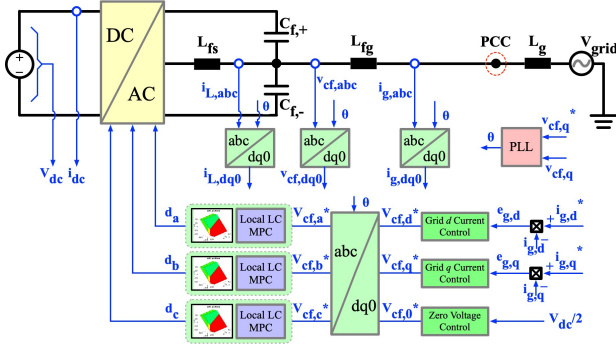 DC
AC
L_fs
C_f,+
C_f,-
L_fg
PCC
L_g
V_grid
i_L,abc
θ
v_cf,abc
θ
i_g,abc
θ
abc
dq0
abc
dq0
abc
dq0
i_L,dq0
v_cf,dq0
i_g,dq0
θ
PLL
v_cf,q*
v_cf,q
V_dc
i_dc
θ
d_a
Local LC
MPC
V_cf,a*
V_cf,d*
Grid d Current
Control
e_g,d
+
i_g,d*
i_g,d
−
d_b
Local LC
MPC
V_cf,b*
abc
dq0
V_cf,q*
Grid q Current
Control
e_g,q
+
i_g,q*
i_g,q
−
d_c
Local LC
MPC
V_cf,c*
V_cf,0*
Zero Voltage
Control
V_dc/2